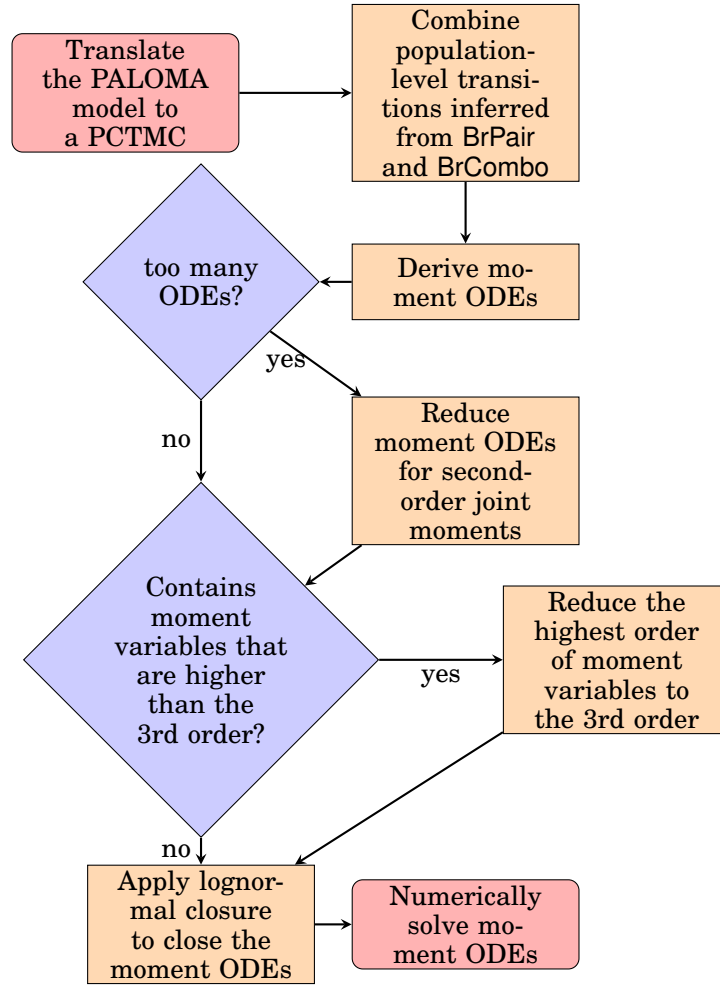 Translate
the PALOMA
model to
a PCTMC
Combine
population-
level transi-
tions inferred
from BrPair
and BrCombo
too many
ODEs?
Derive mo-
ment ODEs
yes
no
Reduce
moment ODEs
for second-
order joint
moments
Contains
moment
variables that
are higher
than the
3rd order?
yes
Reduce the
highest order
of moment
variables to
the 3rd order
no
Apply lognor-
mal closure
to close the
moment ODEs
Numerically
solve mo-
ment ODEs